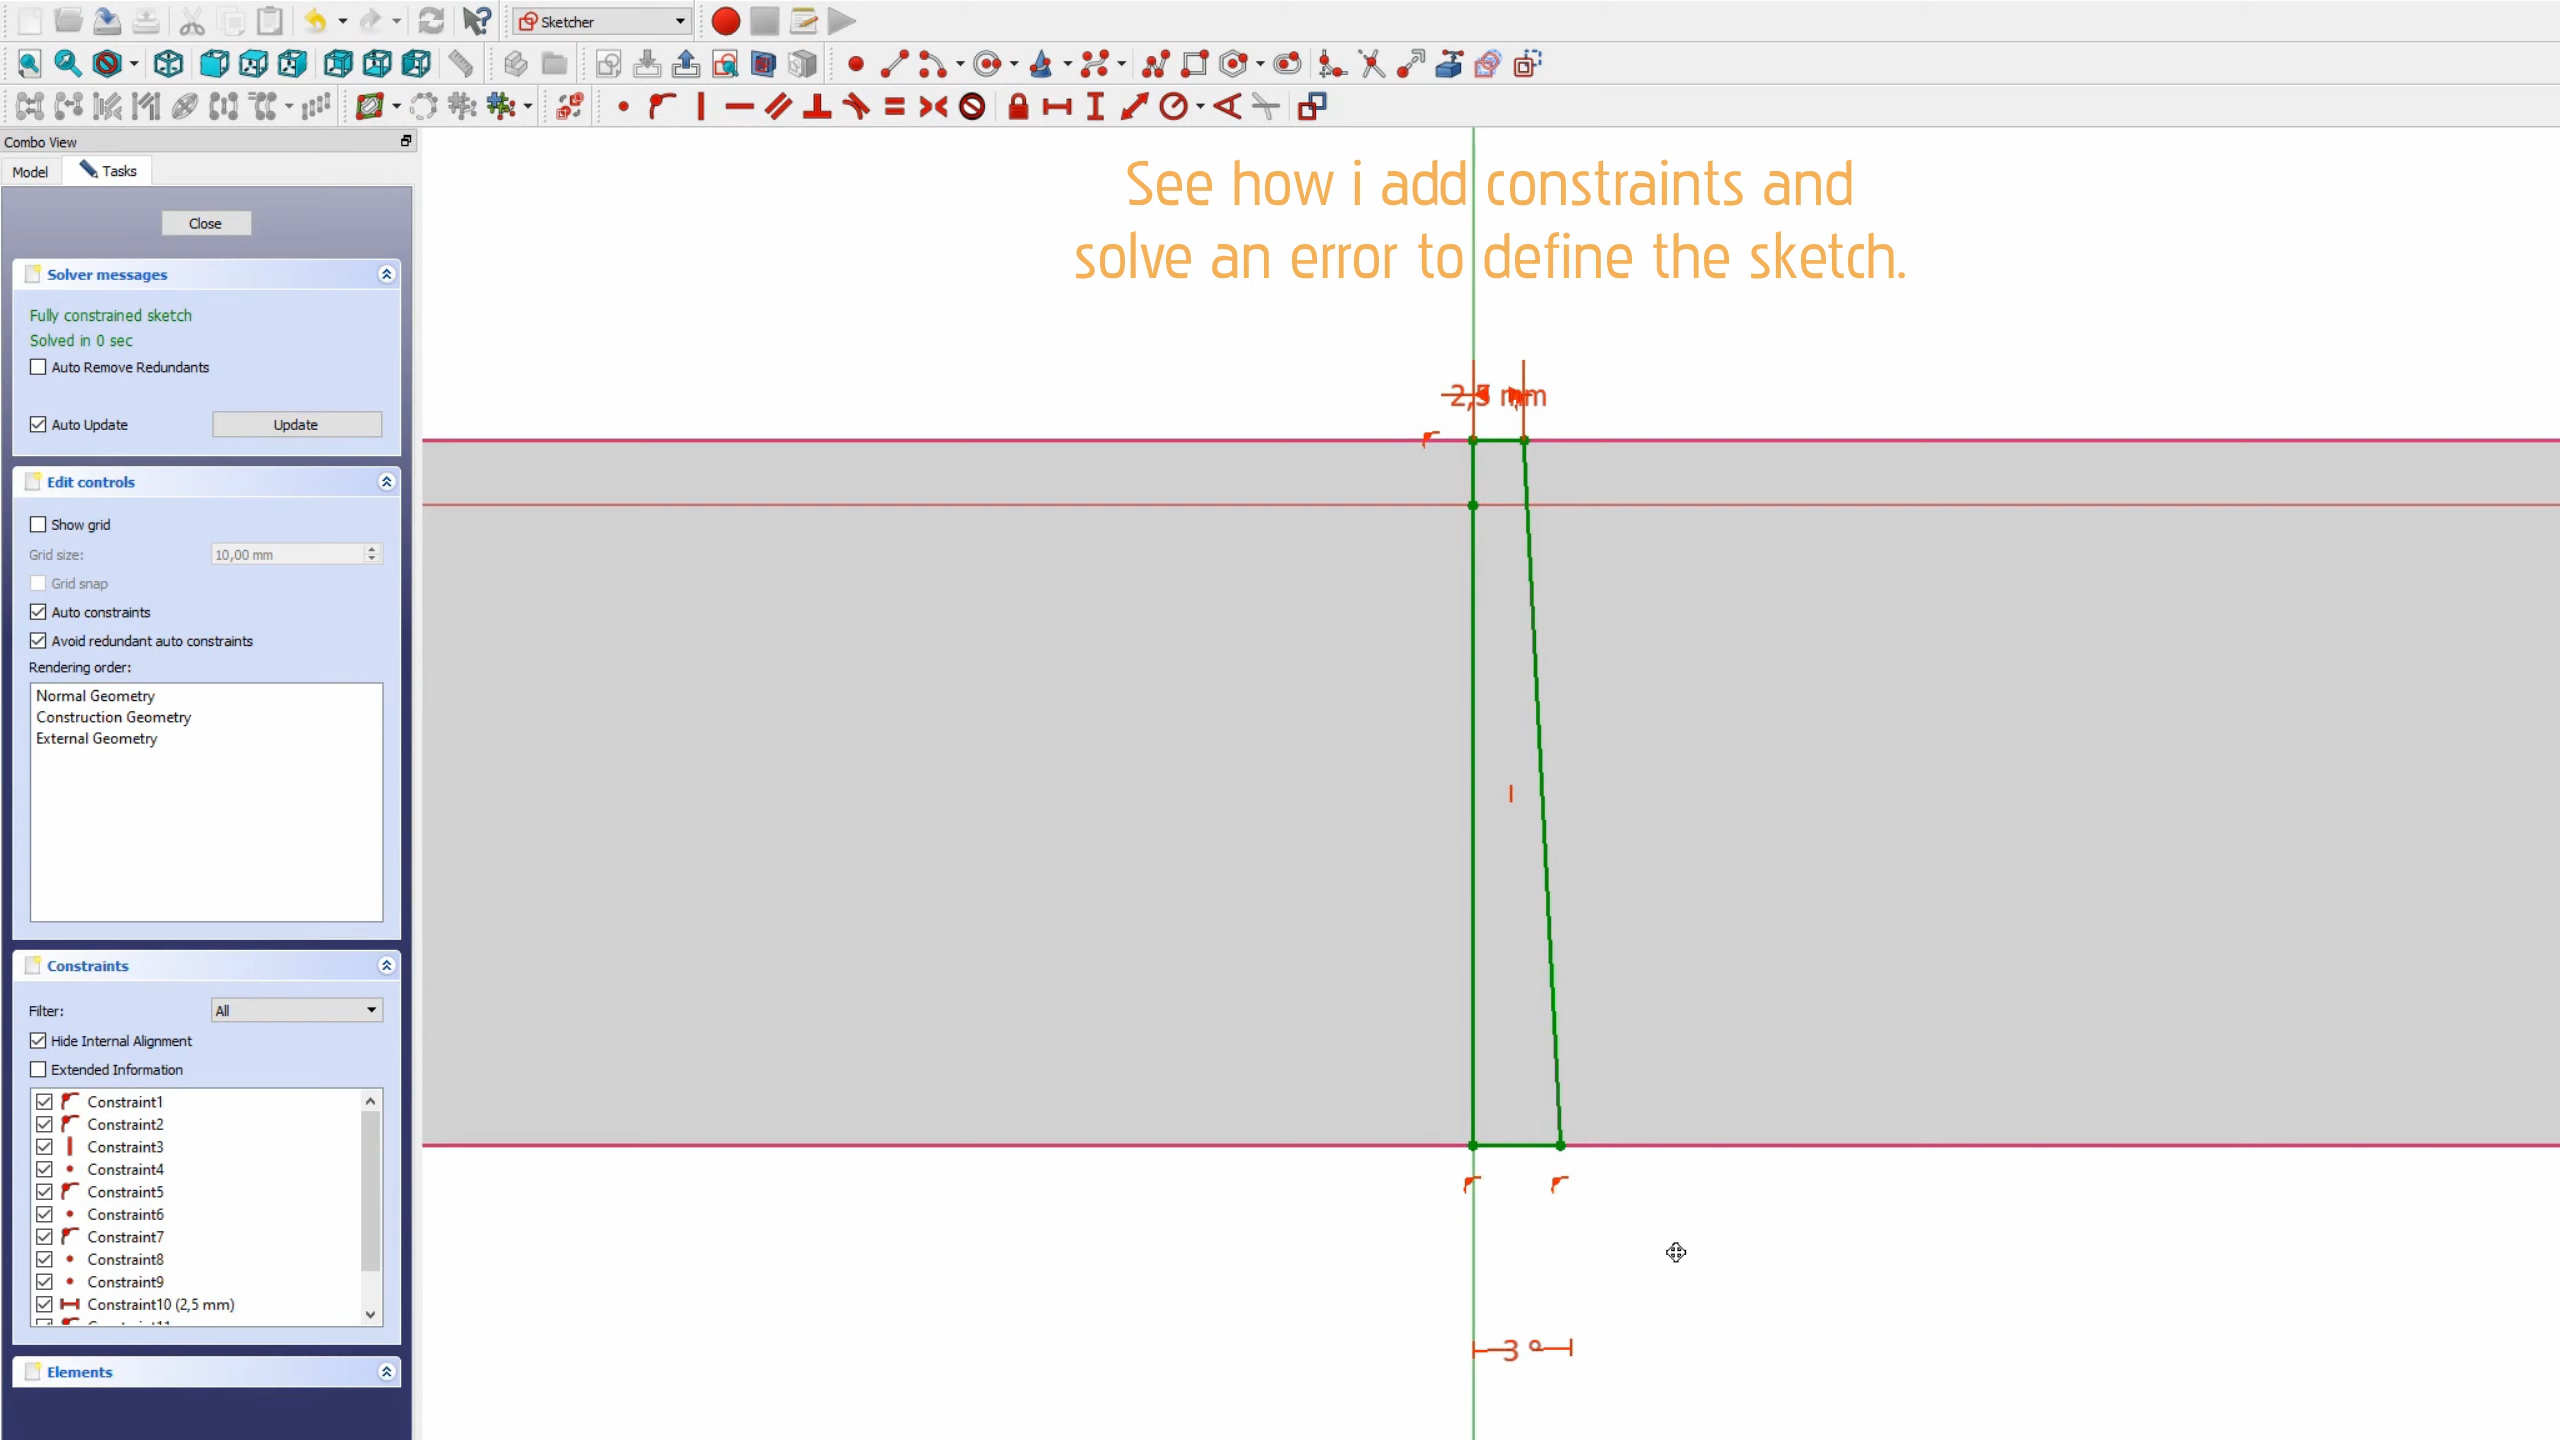 Sketcher
Combo View
Model
Tasks
Close
Solver messages
Fully constrained sketch
Solved in 0 sec
Auto Remove Redundants
Auto Update
Update
Edit controls
Show grid
Grid size:
10,00 mm
Grid snap
Auto constraints
Avoid redundant auto constraints
Rendering order:
Normal Geometry
Construction Geometry
External Geometry
Constraints
Filter:
All
Hide Internal Alignment
Extended Information
Constraint1
Constraint2
Constraint3
Constraint4
Constraint5
Constraint6
Constraint7
Constraint8
Constraint9
Constraint10 (2,5 mm)
Elements
See how i add constraints and
solve an error to define the sketch.
2,5 mm
3 °